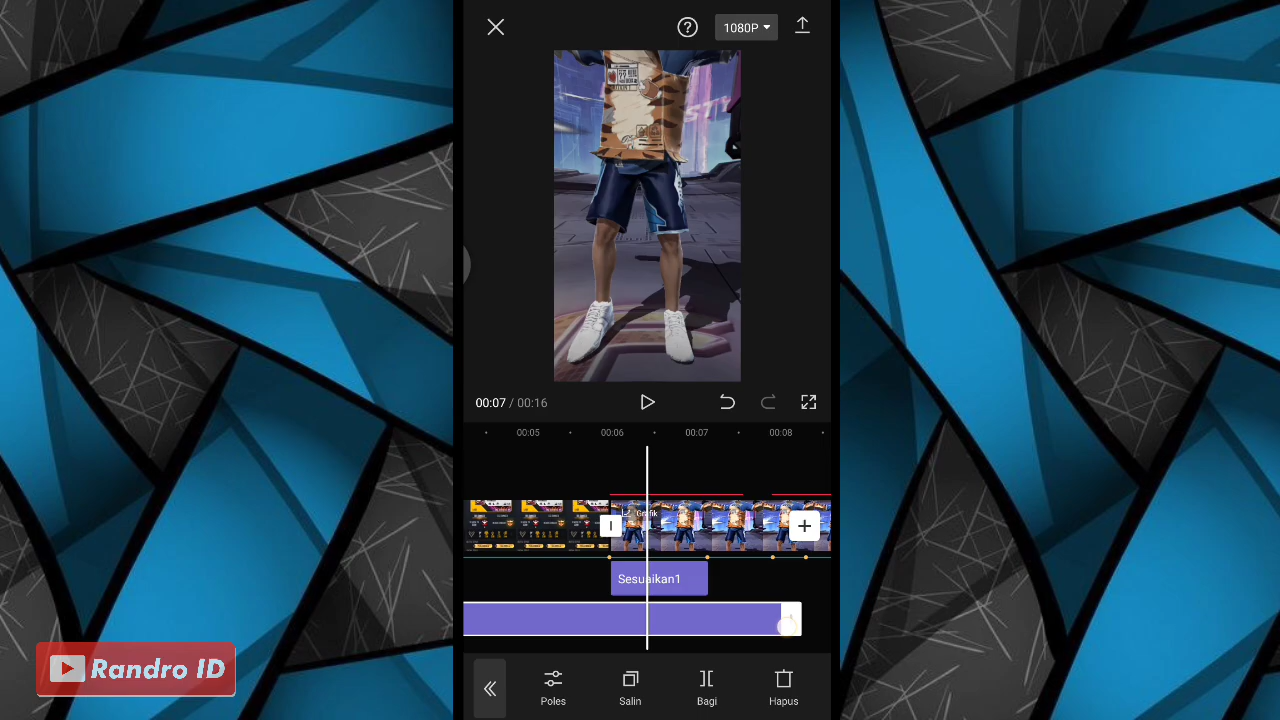 1080P
STY
00:07 / 00:16
00:05
00:06
00:07
00:08
Grafik
Sesuaikan1
Poles
Salin
Bagi
Hapus
Randro ID